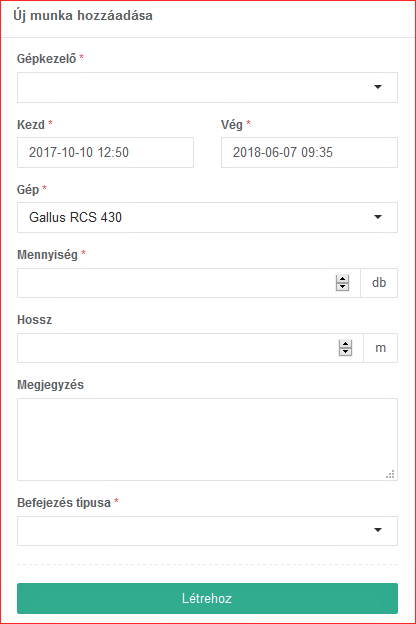 Új munka hozzáadása
Gépkezelő *
Kezd * Vég *
2017-10-10 12:50 2018-06-07 09:35
Gép *
Gallus RCS 430
Mennyiség *
db
Hossz
m
Megjegyzés
Befejezés típusa *
Létrehoz